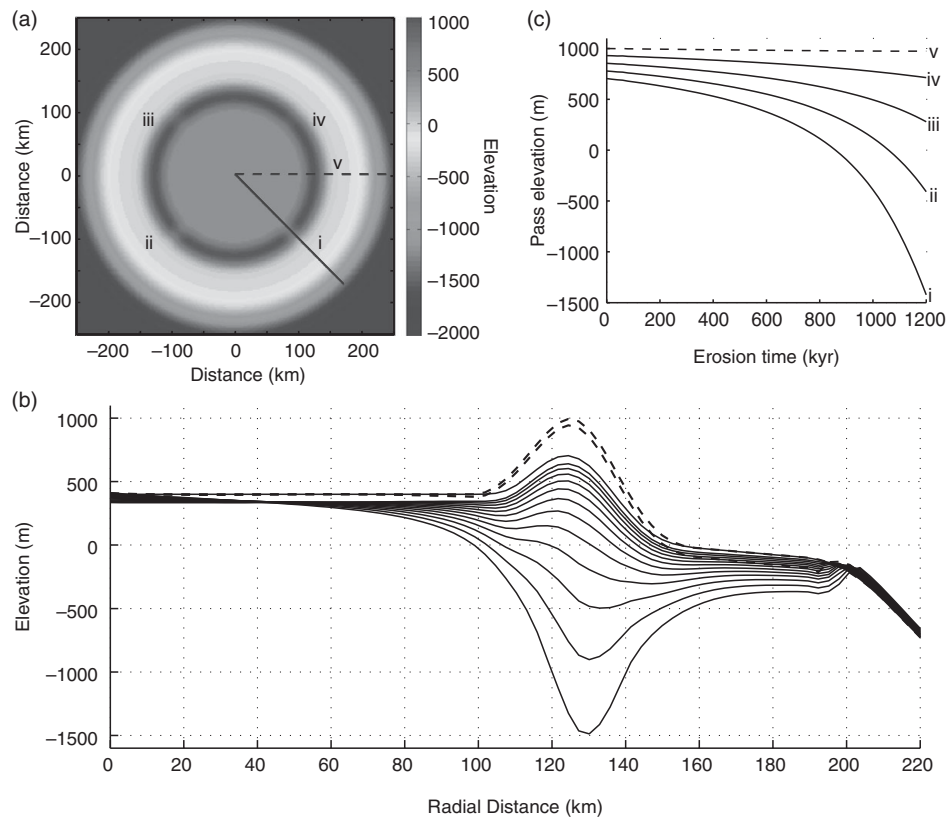 (a)
200
100
0
−100
−200
Distance (km)
−200
−100
0
100
200
Distance (km)
iii
iv
v
ii
i
1000
500
0
−500
−1000
−1500
−2000
Elevation
(c)
1000
500
0
−500
−1000
−1500
Pass elevation (m)
v
iv
iii
ii
i
0
200
400
600
800
1000
1200
Erosion time (kyr)
(b)
1000
500
0
−500
−1000
−1500
Elevation (m)
0
20
40
60
80
100
120
140
160
180
200
220
Radial Distance (km)